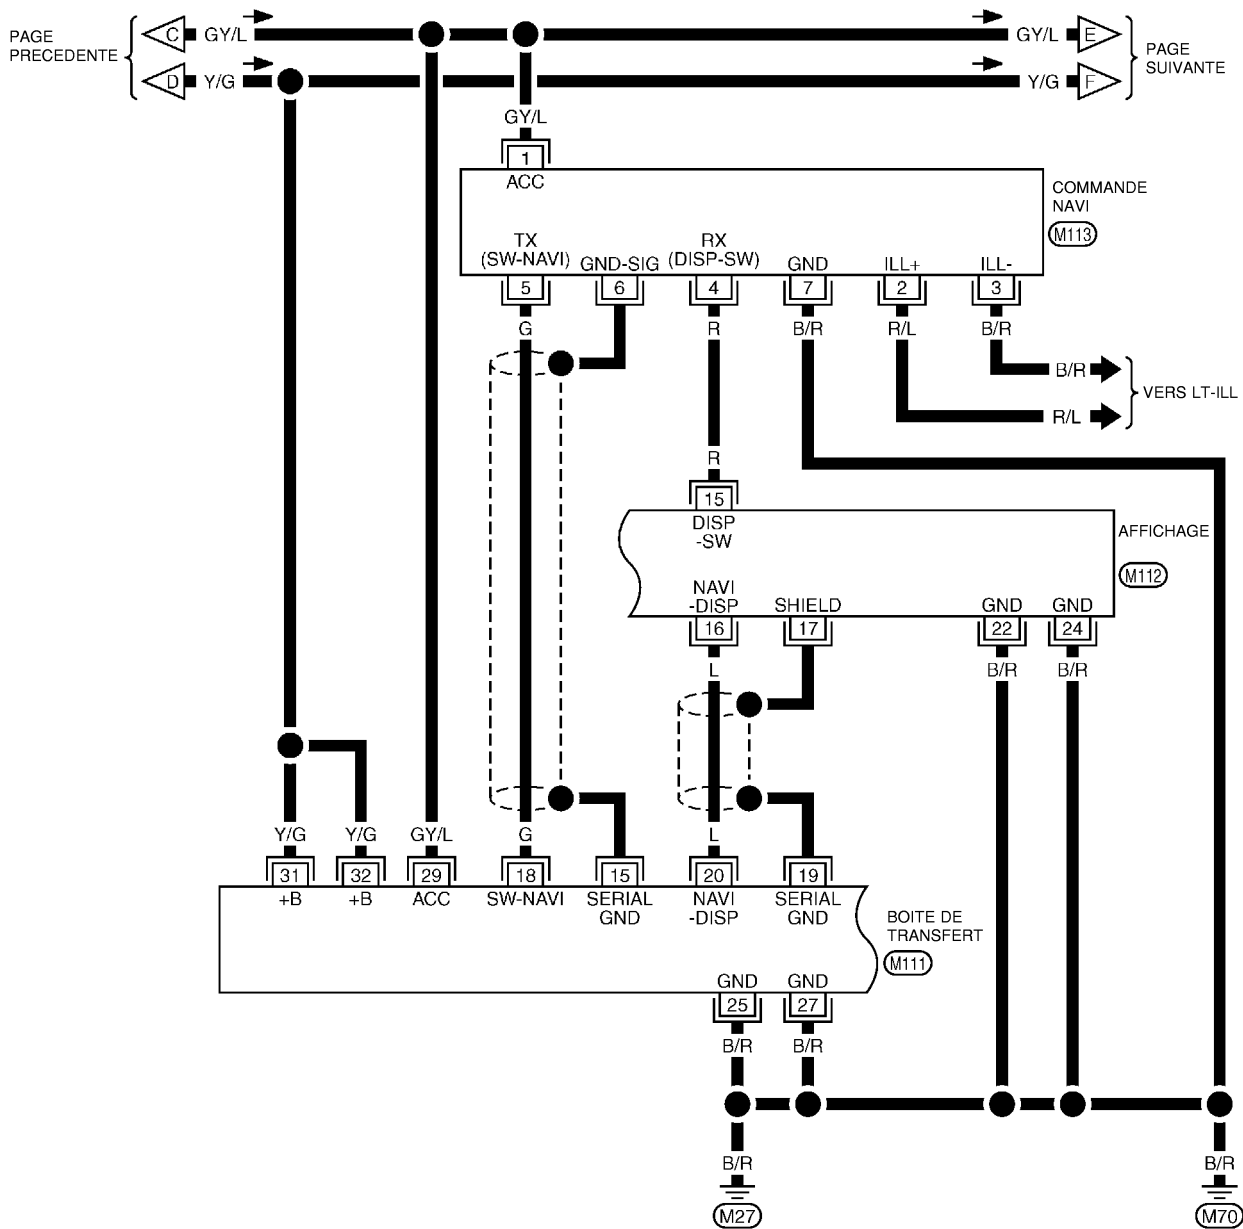 PAGE
PRECEDENTE
C GY/L GY/L E
D Y/G Y/G F
PAGE
SUIVANTE
GY/L
1
ACC
COMMANDE
NAVI
M113
TX
(SW-NAVI)
GND-SIG
RX
(DISP-SW)
GND
ILL+
ILL-
5 6 4 7 2 3
G R B/R R/L B/R
B/R
R/L
VERS LT-ILL
R
15
DISP
-SW
AFFICHAGE
M112
NAVI
-DISP
SHIELD
GND
GND
16 17 22 24
L B/R B/R
Y/G Y/G GY/L G L
31 32 29 18 15 20 19
+B
+B
ACC
SW-NAVI
SERIAL
GND
NAVI
-DISP
SERIAL
GND
BOITE DE
TRANSFERT
M111
GND GND
25 27
B/R B/R
B/R B/R
M27 M70